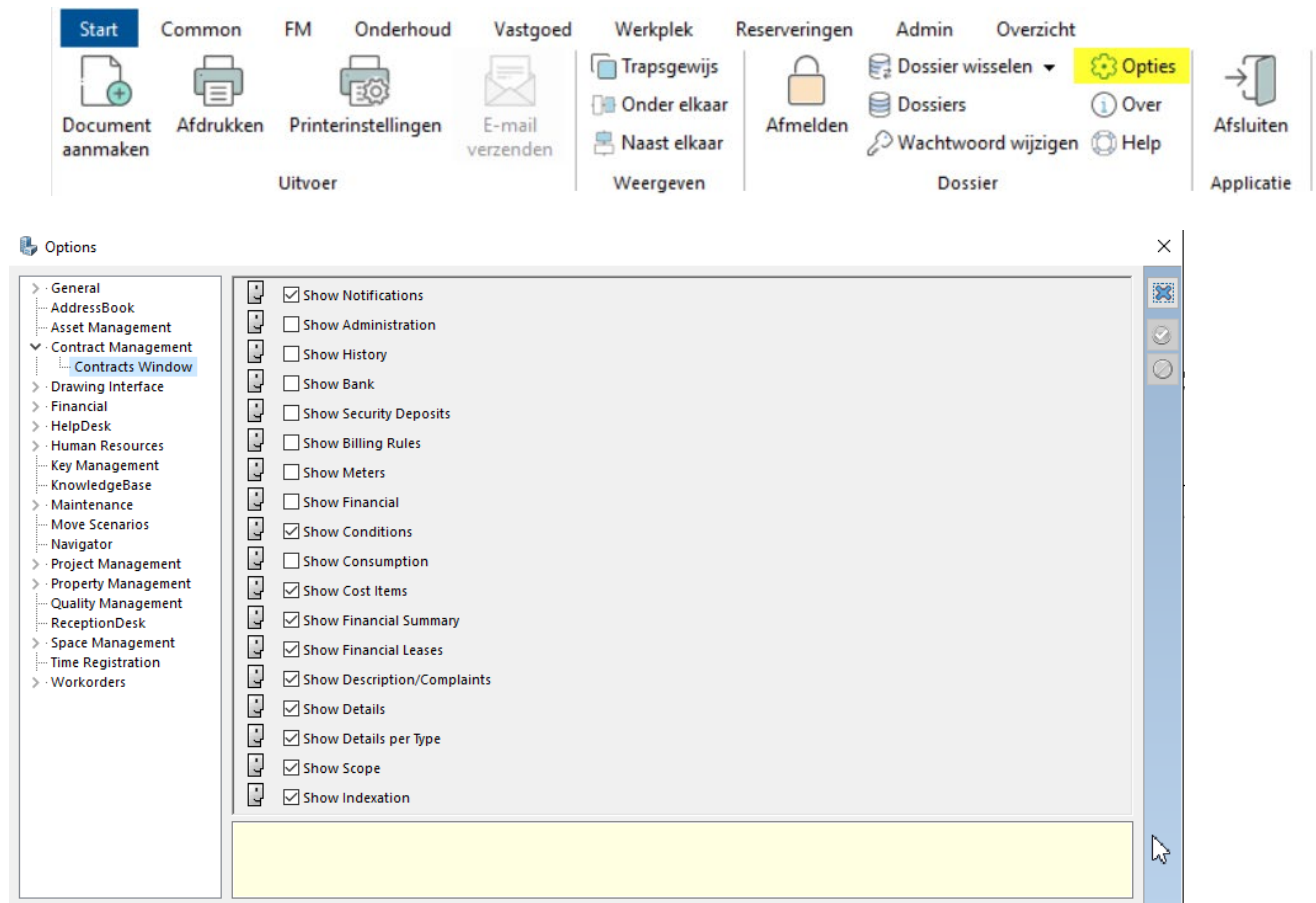 Start Common FM Onderhoud Vastgoed Werkplek Reserveringen Admin Overzicht
Document aanmaken
Afdrukken
Printerinstellingen
E-mail verzenden
Uitvoer
Trapsgewijs
Onder elkaar
Naast elkaar
Weergeven
Afmelden
Dossier wisselen
Dossiers
Wachtwoord wijzigen
Opties
Over
Help
Dossier
Afsluiten
Applicatie
Options
General
AddressBook
Asset Management
Contract Management
Contracts Window
Drawing Interface
Financial
HelpDesk
Human Resources
Key Management
KnowledgeBase
Maintenance
Move Scenarios
Navigator
Project Management
Property Management
Quality Management
ReceptionDesk
Space Management
Time Registration
Workorders
Show Notifications
Show Administration
Show History
Show Bank
Show Security Deposits
Show Billing Rules
Show Meters
Show Financial
Show Conditions
Show Consumption
Show Cost Items
Show Financial Summary
Show Financial Leases
Show Description/Complaints
Show Details
Show Details per Type
Show Scope
Show Indexation